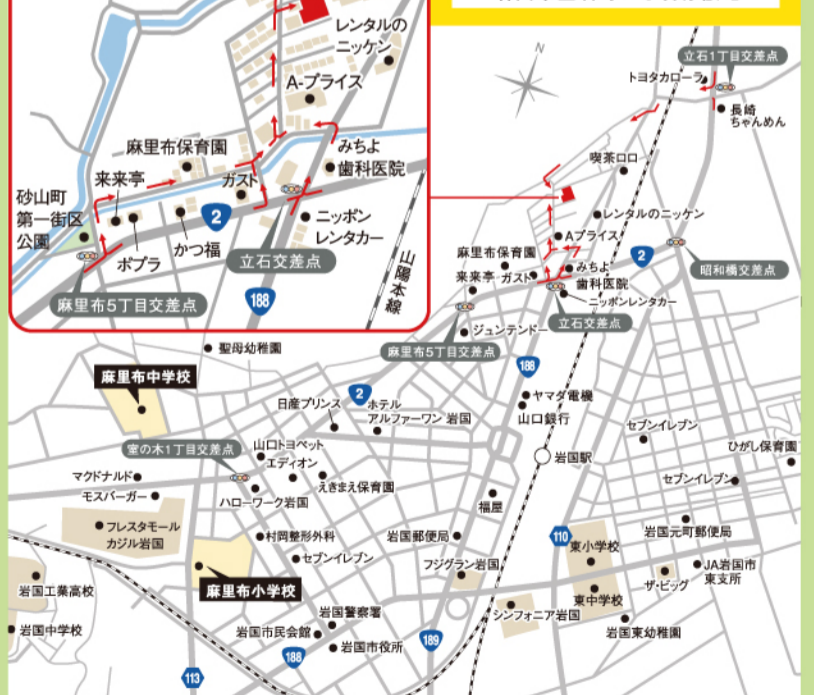 レンタルの
ニッケン
A-プライス
麻里布保育園
みちよ
歯科医院
来来亭
ガスト
砂山町
第一街区
公園
2
ニッポン
レンタカー
ポプラ
かつ福
立石交差点
山陽本線
麻里布5丁目交差点
188
N
立石1丁目交差点
トヨタカローラ
長崎
ちゃんめん
喫茶ロロ
レンタルのニッケン
Aプライス
麻里布保育園
2
昭和橋交差点
みちよ
歯科医院
来来亭
ガスト
ニッポンレンタカー
立石交差点
ジュンテンドー
麻里布5丁目交差点
聖母幼稚園
188
麻里布中学校
2
ヤマダ電機
山口銀行
日産プリンス
ホテル
アルファーワン 岩国
セブンイレブン
ひがし保育園
室の木1丁目交差点
山口トヨペット
エディオン
岩国駅
マクドナルド
モスバーガー
えきまえ保育園
セブンイレブン
ハローワーク岩国
福屋
フレスタモール
カジル岩国
村岡整形外科
岩国郵便局
110
岩国元町郵便局
東小学校
セブンイレブン
フジグラン岩国
JA岩国市
東支所
ザ・ビッグ
岩国工業高校
麻里布小学校
東中学校
シンフォニア岩国
岩国警察署
岩国中学校
岩国市民会館
岩国東幼稚園
189
岩国市役所
188
113